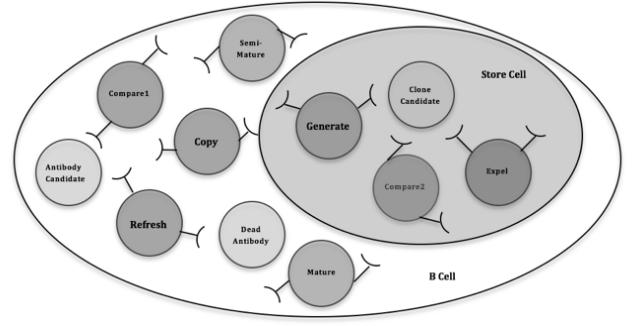 Semi-
Mature
Compare1
Store Cell
Clone
Candidate
Generate
Copy
Antibody
Candidate
Expel
Compare2
Refresh
Dead
Antibody
Mature
B Cell